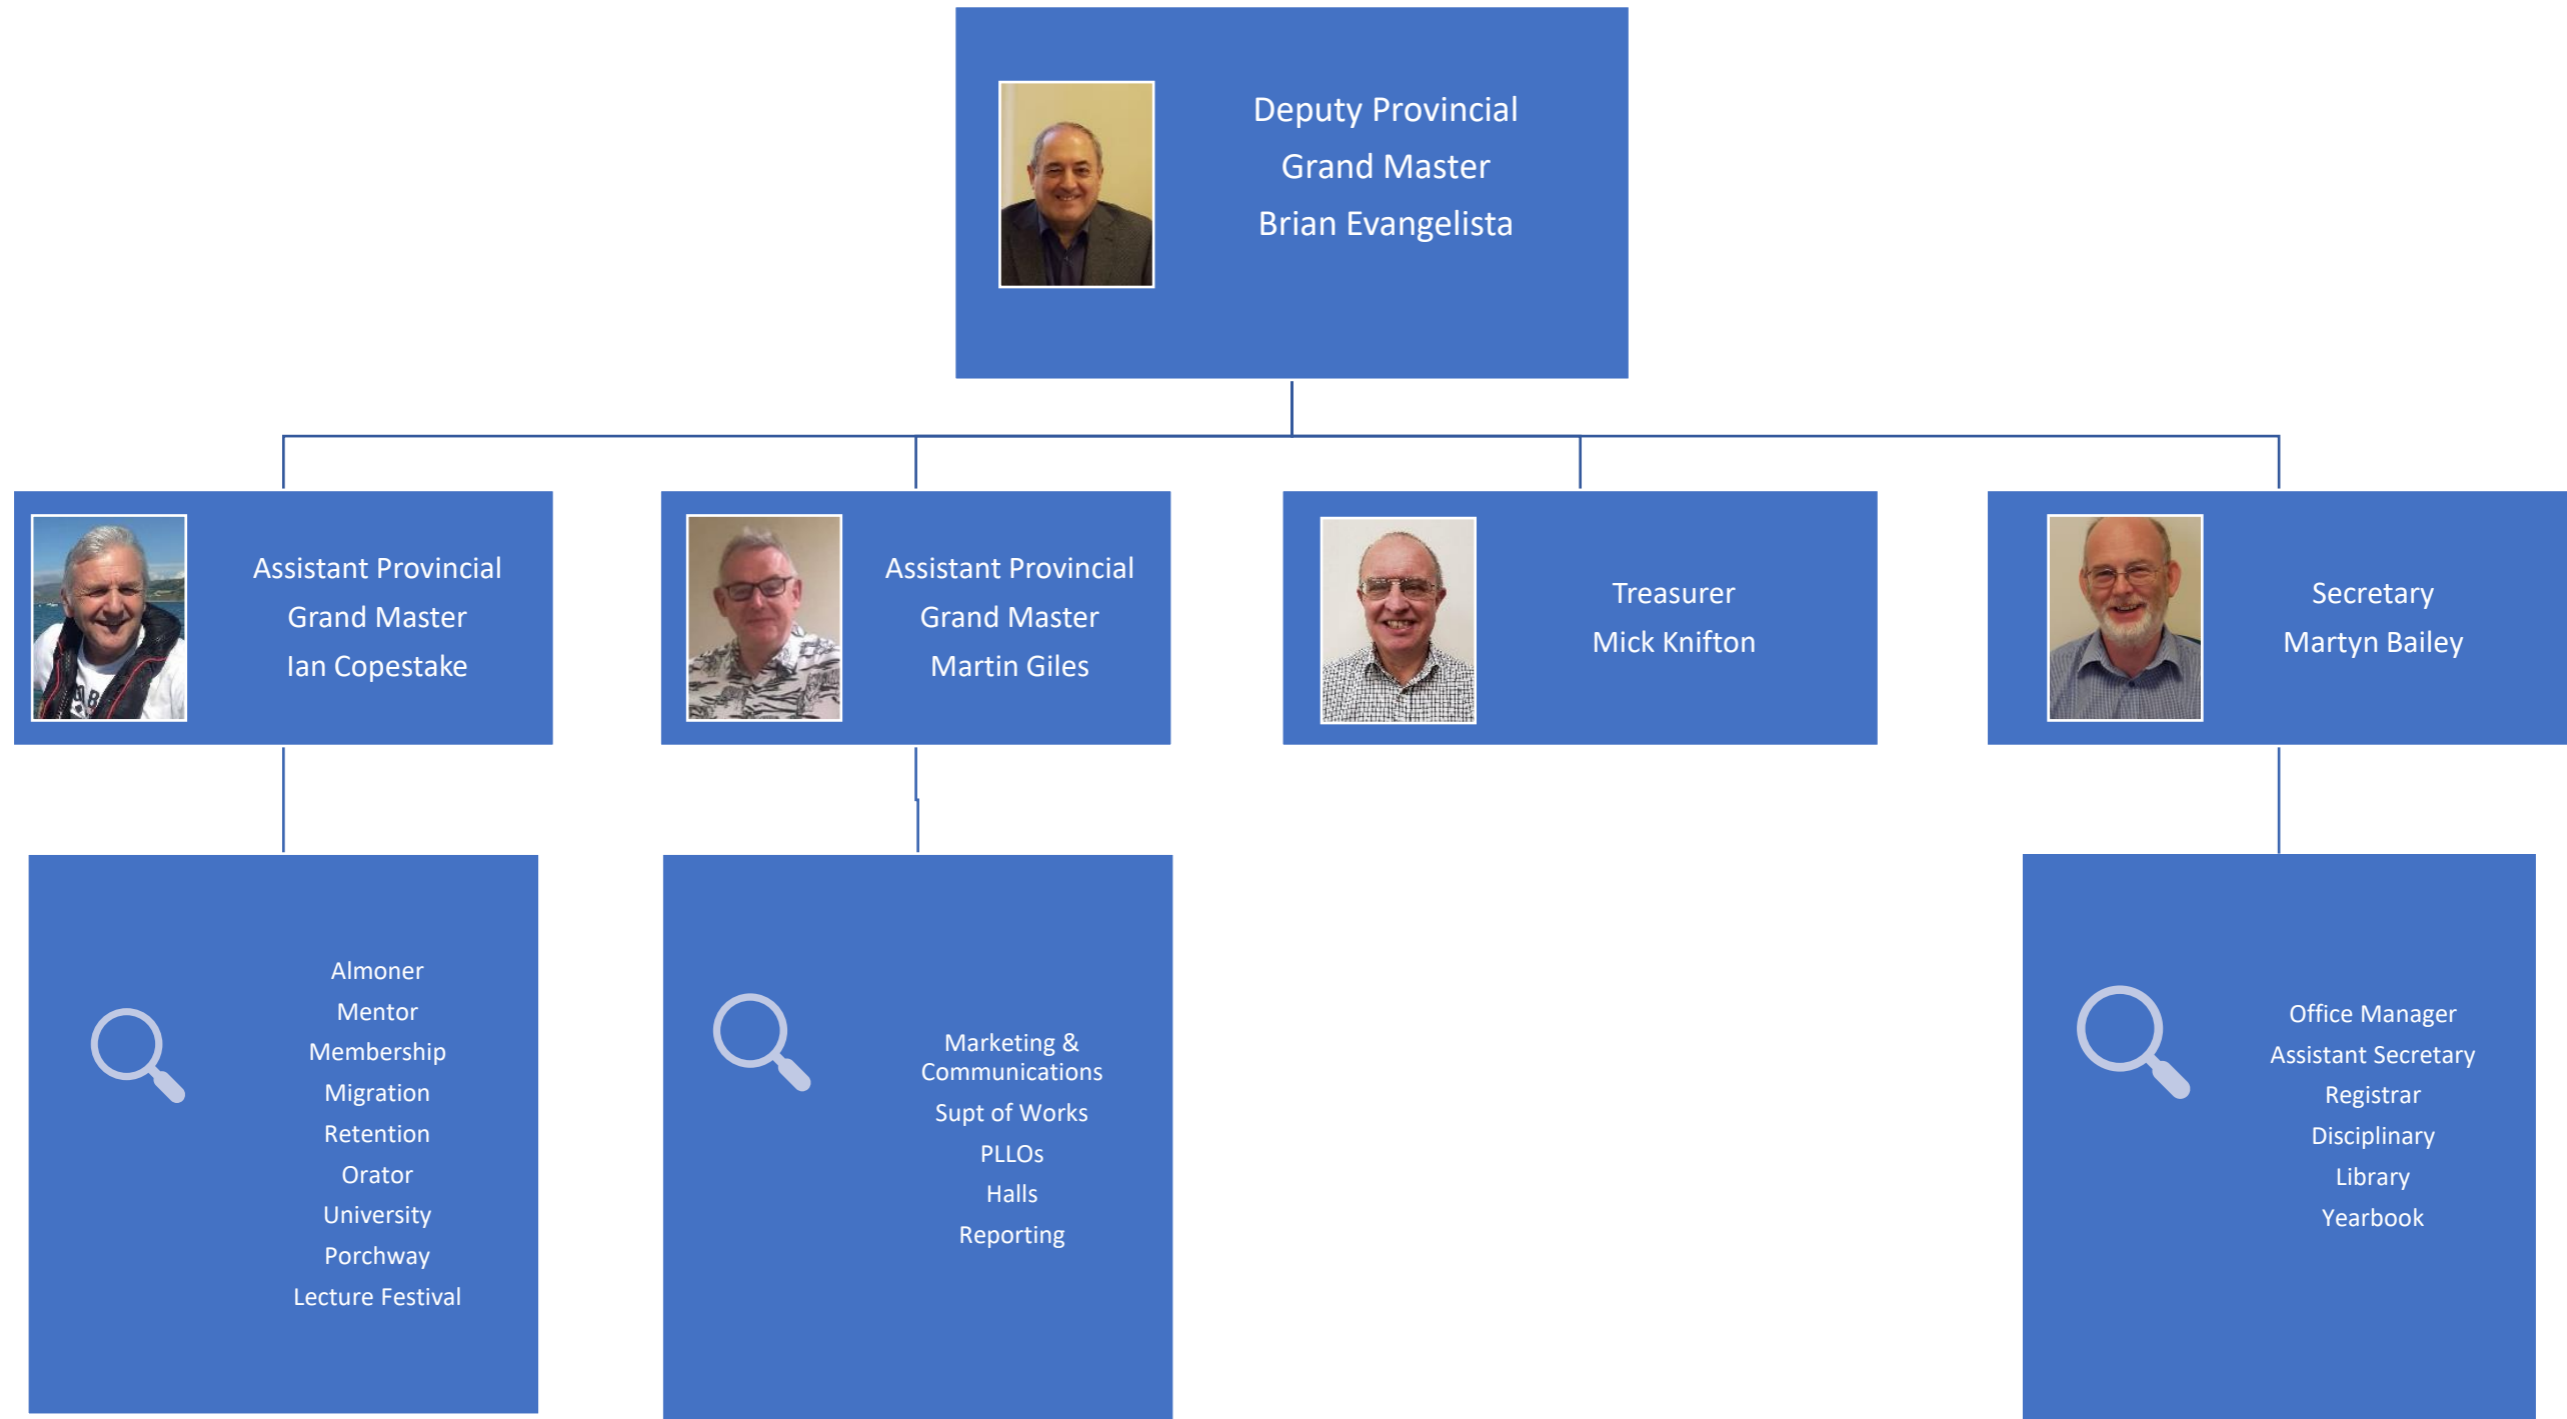 Deputy Provincial
Grand Master
Brian Evangelista
Assistant Provincial
Grand Master
Ian Copestake
Assistant Provincial
Grand Master
Martin Giles
Treasurer
Mick Knifton
Secretary
Martyn Bailey
Almoner
Mentor
Membership
Migration
Retention
Orator
University
Porchway
Lecture Festival
Marketing &
Communications
Supt of Works
PLLOs
Halls
Reporting
Office Manager
Assistant Secretary
Registrar
Disciplinary
Library
Yearbook